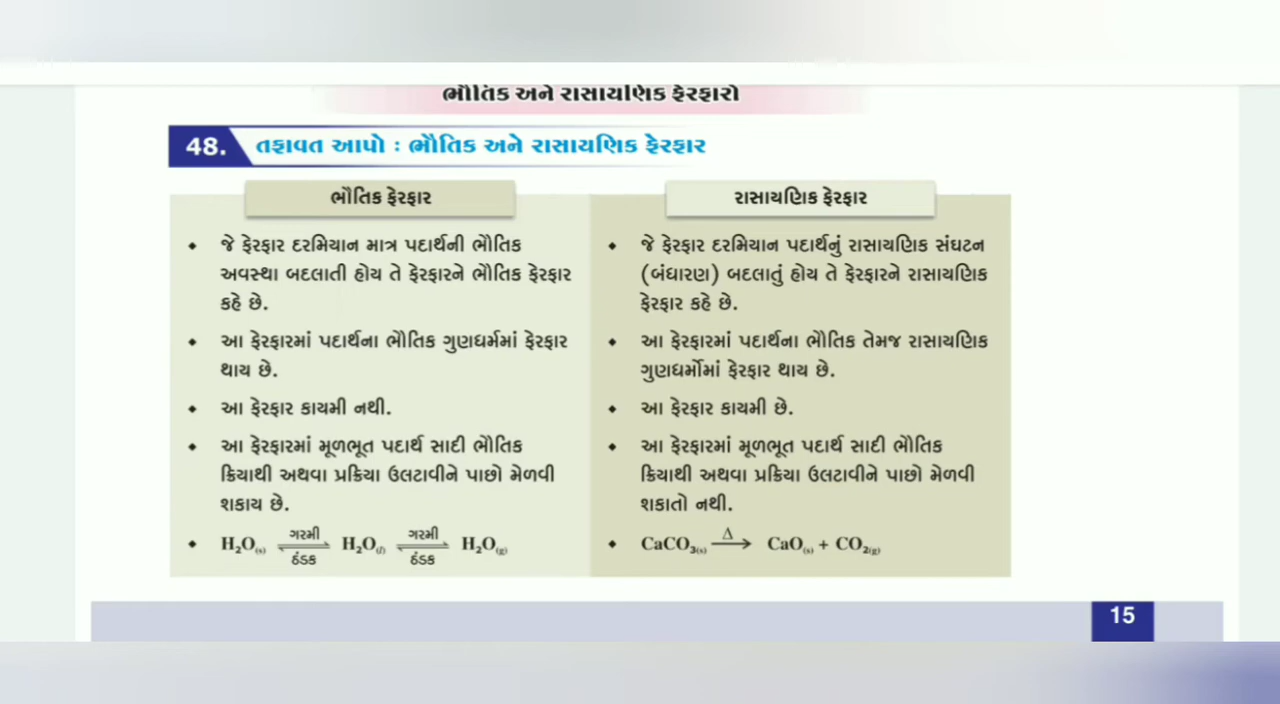 ભૌતિક અને રાસાયણિક ફેરફારો
48. તફાવત આપો : ભૌતિક અને રાસાયણિક ફેરફાર
ભૌતિક ફેરફાર
• જે ફેરફાર દરમિયાન માત્ર પદાર્થની ભૌતિક
અવસ્થા બદલાતી હોય તે ફેરફારને ભૌતિક ફેરફાર
કહે છે.
• આ ફેરફારમાં પદાર્થના ભૌતિક ગુણધર્મમાં ફેરફાર
થાય છે.
• આ ફેરફાર કાયમી નથી.
• આ ફેરફારમાં મૂળભૂત પદાર્થ સાદી ભૌતિક
ક્રિયાથી અથવા પ્રક્રિયા ઉલટાવીને પાછો મેળવી
શકાય છે.
• H₂O(s) ⇌ H₂O(l) ⇌ H₂O(g)
ગરમી ગરમી
ઠંડક ઠંડક
રાસાયણિક ફેરફાર
• જે ફેરફાર દરમિયાન પદાર્થનું રાસાયણિક સંઘટન
(બંધારણ) બદલાતું હોય તે ફેરફારને રાસાયણિક
ફેરફાર કહે છે.
• આ ફેરફારમાં પદાર્થના ભૌતિક તેમજ રાસાયણિક
ગુણધર્મોમાં ફેરફાર થાય છે.
• આ ફેરફાર કાયમી છે.
• આ ફેરફારમાં મૂળભૂત પદાર્થ સાદી ભૌતિક
ક્રિયાથી અથવા પ્રક્રિયા ઉલટાવીને પાછો મેળવી
શકાતો નથી.
• CaCO₃(s) —Δ→ CaO(s) + CO₂(g)
15